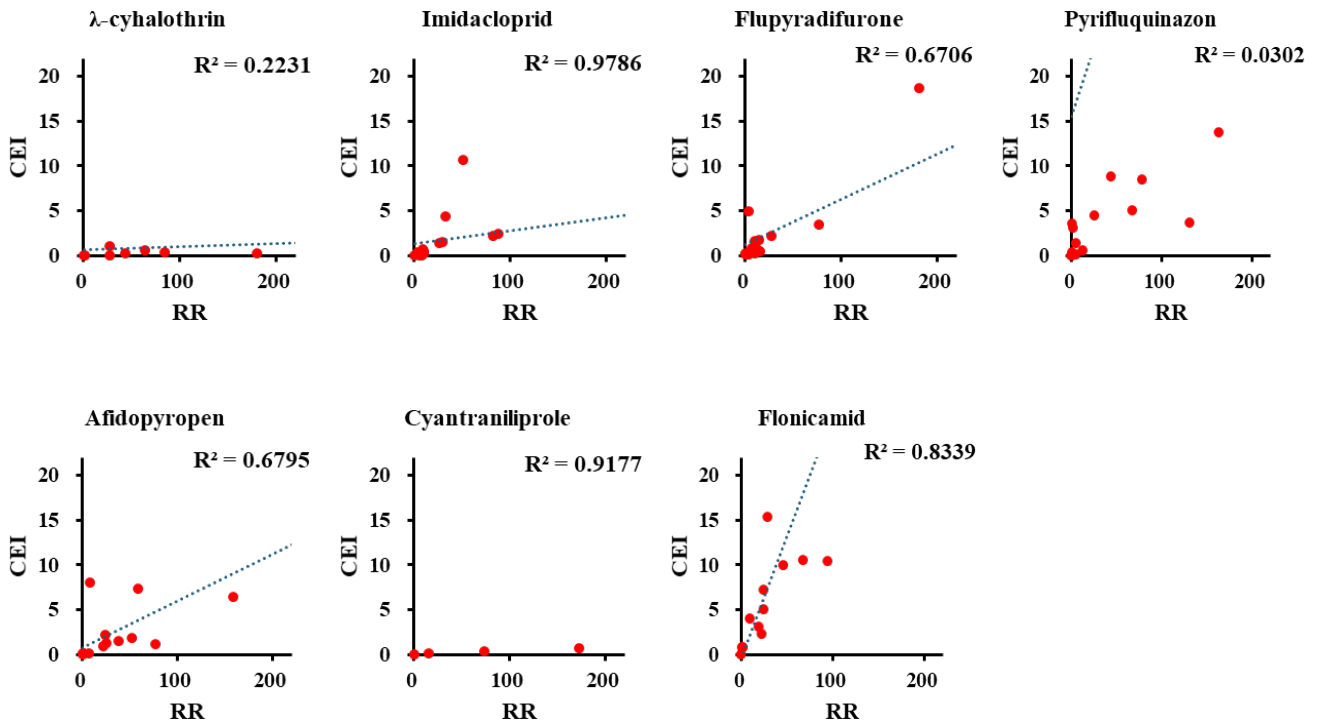 λ-cyhalothrin
R² = 0.2231
CEI
20
15
10
5
0
0 100 200
RR
Imidacloprid
R² = 0.9786
CEI
20
15
10
5
0
0 100 200
RR
Flupyradifurone
R² = 0.6706
CEI
20
15
10
5
0
0 100 200
RR
Pyrifluquinazon
R² = 0.0302
CEI
20
15
10
5
0
0 100 200
RR
Afidopyropen
R² = 0.6795
CEI
20
15
10
5
0
0 100 200
RR
Cyantraniliprole
R² = 0.9177
CEI
20
15
10
5
0
0 100 200
RR
Flonicamid
R² = 0.8339
CEI
20
15
10
5
0
0 100 200
RR